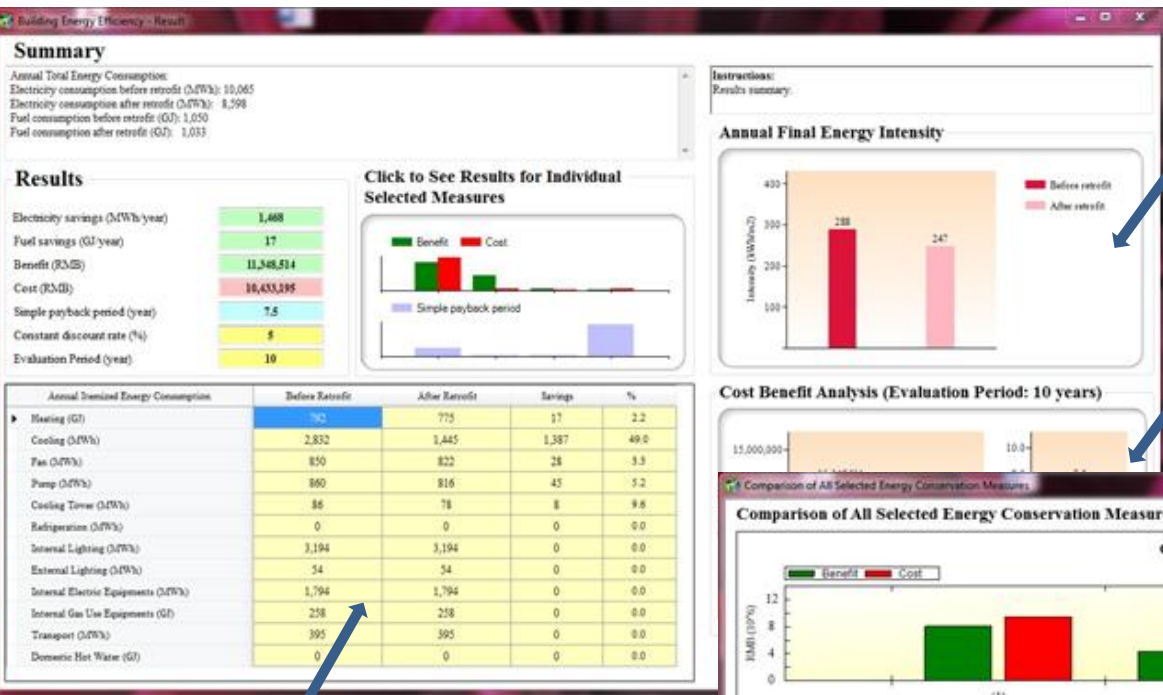 Building Energy Efficiency - Result
Summary
Annual Total Energy Consumption:
Electricity consumption before retrofit (MWh): 10,065
Electricity consumption after retrofit (MWh): 8,598
Fuel consumption before retrofit (GJ): 1,050
Fuel consumption after retrofit (GJ): 1,033
Instructions:
Results summary.
Results
Electricity savings (MWh/year) 1,468
Fuel savings (GJ/year) 17
Benefit (RMB) 11,348,514
Cost (RMB) 10,433,195
Simple payback period (year) 7.5
Constant discount rate (%) 5
Evaluation Period (year) 10
Click to See Results for Individual
Selected Measures
Benefit Cost
Simple payback period
Annual Final Energy Intensity
Intensity (kWh/m2)
400
300
200
100
288
247
Before retrofit
After retrofit
Annual Itemized Energy Consumption Before Retrofit After Retrofit Savings %
Heating (GJ) 792 775 17 2.2
Cooling (MWh) 2,832 1,445 1,387 49.0
Fan (MWh) 850 822 28 3.3
Pump (MWh) 860 816 45 5.2
Cooling Tower (MWh) 86 78 8 9.6
Refrigeration (MWh) 0 0 0 0.0
Internal Lighting (MWh) 3,194 3,194 0 0.0
External Lighting (MWh) 54 54 0 0.0
Internal Electric Equipments (MWh) 1,794 1,794 0 0.0
Internal Gas Use Equipments (GJ) 258 258 0 0.0
Transport (MWh) 395 395 0 0.0
Domestic Hot Water (GJ) 0 0 0 0.0
Cost Benefit Analysis (Evaluation Period: 10 years)
15,000,000
10.0
Comparison of All Selected Energy Conservation Measures
Comparison of All Selected Energy Conservation Measur
Benefit Cost
RMB (10^6)
12
8
4
0